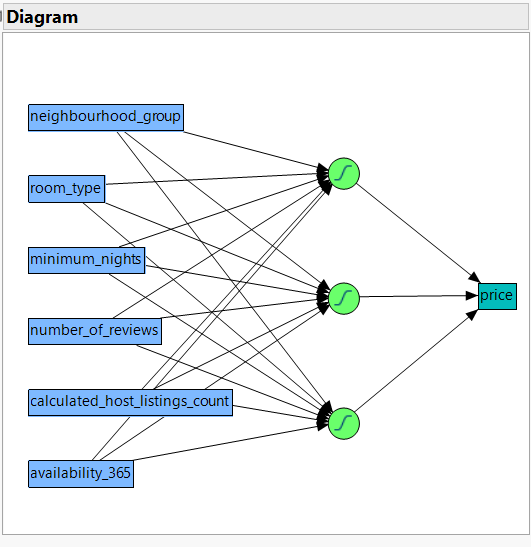 Diagram
neighbourhood_group
room_type
minimum_nights
number_of_reviews
calculated_host_listings_count
availability_365
price